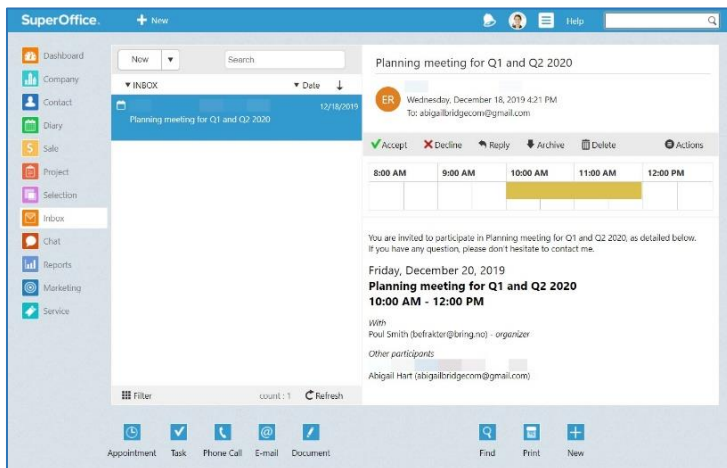 SuperOffice.
+ New
Help
Dashboard
Company
Contact
Diary
Sale
Project
Selection
Inbox
Chat
Reports
Marketing
Service
New
Search
INBOX
Date
12/18/2019
Planning meeting for Q1 and Q2 2020
Filter
count : 1
Refresh
Planning meeting for Q1 and Q2 2020
ER
Wednesday, December 18, 2019 4:21 PM
To: abigailbridgecom@gmail.com
Accept Decline Reply Archive Delete Actions
8:00 AM 9:00 AM 10:00 AM 11:00 AM 12:00 PM
You are invited to participate in Planning meeting for Q1 and Q2 2020, as detailed below.
If you have any question, please don't hesitate to contact me.
Friday, December 20, 2019
Planning meeting for Q1 and Q2 2020
10:00 AM - 12:00 PM
With
Poul Smith (befrakter@bring.no) - organizer
Other participants
Abigail Hart (abigailbridgecom@gmail.com)
Appointment Task Phone Call E-mail Document
Find Print New